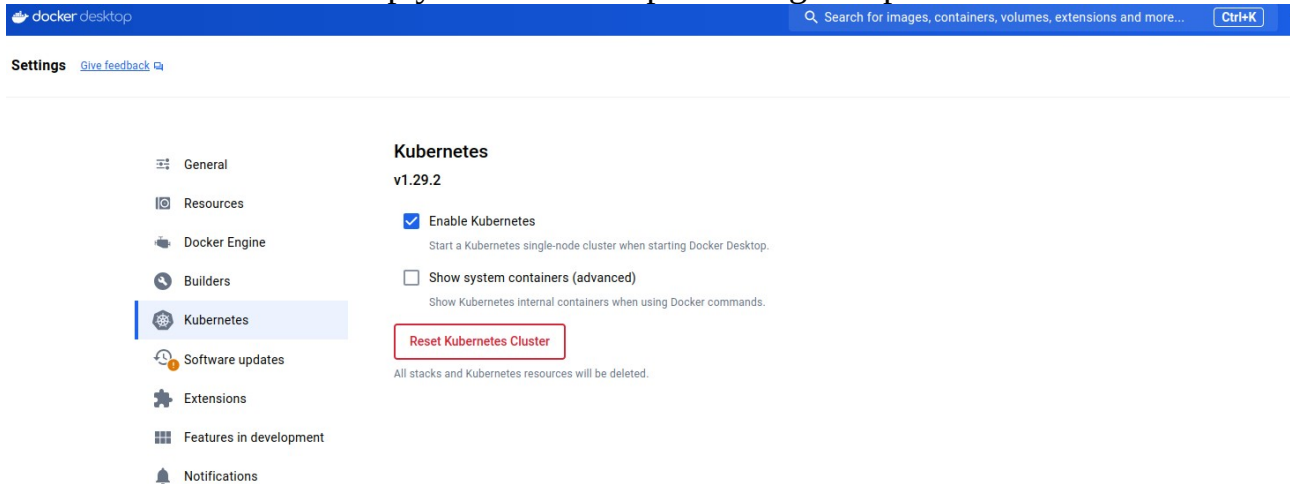 docker desktop
Search for images, containers, volumes, extensions and more... Ctrl+K
Settings Give feedback
General
Resources
Docker Engine
Builders
Kubernetes
Software updates
Extensions
Features in development
Notifications
Kubernetes
v1.29.2
Enable Kubernetes
Start a Kubernetes single-node cluster when starting Docker Desktop.
Show system containers (advanced)
Show Kubernetes internal containers when using Docker commands.
Reset Kubernetes Cluster
All stacks and Kubernetes resources will be deleted.